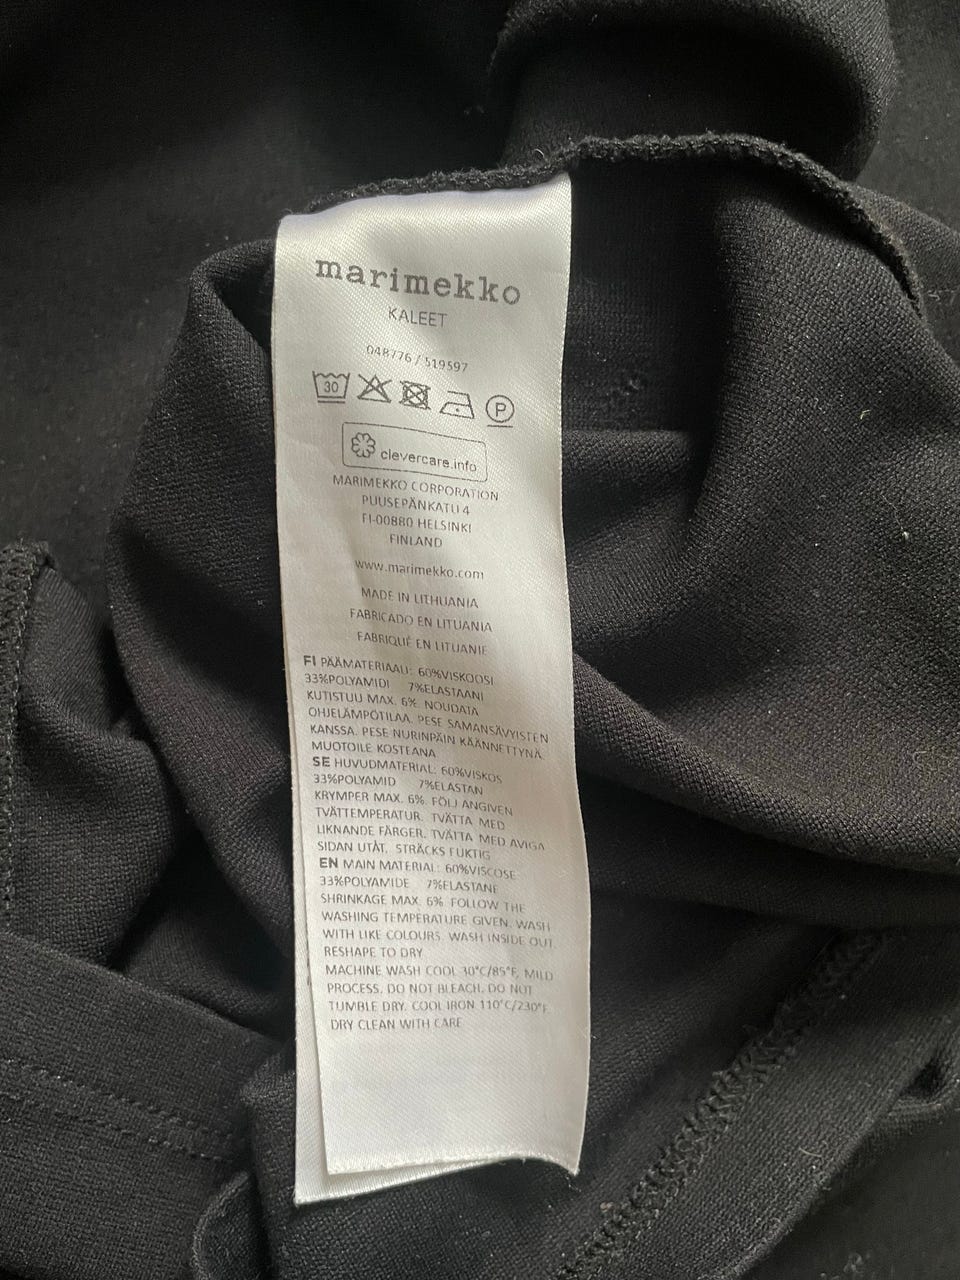 marimekko
KALEET
048776 / 519597
30 P
clevercare.info
MARIMEKKO CORPORATION
PUUSEPÄNKATU 4
FI-00880 HELSINKI
FINLAND
www.marimekko.com
MADE IN LITHUANIA
FABRICADO EN LITUANIA
FABRIQUÉ EN LITUANIE
FI PÄÄMATERIAALI: 60%VISKOOSI
33%POLYAMIDI 7%ELASTAANI
KUTISTUU MAX. 6%. NOUDATA
OHJELÄMPÖTILAA. PESE SAMANSÄVYISTEN
KANSSA. PESE NURINPÄIN KÄÄNNETTYNÄ.
MUOTOILE KOSTEANA
SE HUVUDMATERIAL: 60%VISKOS
33%POLYAMID 7%ELASTAN
KRYMPER MAX. 6%. FÖLJ ANGIVEN
TVÄTTEMPERATUR. TVÄTTA MED
LIKNANDE FÄRGER. TVÄTTA MED AVIGA
SIDAN UTÅT. STRÄCKS FUKTIG
EN MAIN MATERIAL: 60%VISCOSE
33%POLYAMIDE 7%ELASTANE
SHRINKAGE MAX. 6%. FOLLOW THE
WASHING TEMPERATURE GIVEN. WASH
WITH LIKE COLOURS. WASH INSIDE OUT.
RESHAPE TO DRY
MACHINE WASH COOL 30°C/85°F, MILD
PROCESS. DO NOT BLEACH. DO NOT
TUMBLE DRY. COOL IRON 110°C/230°F.
DRY CLEAN WITH CARE